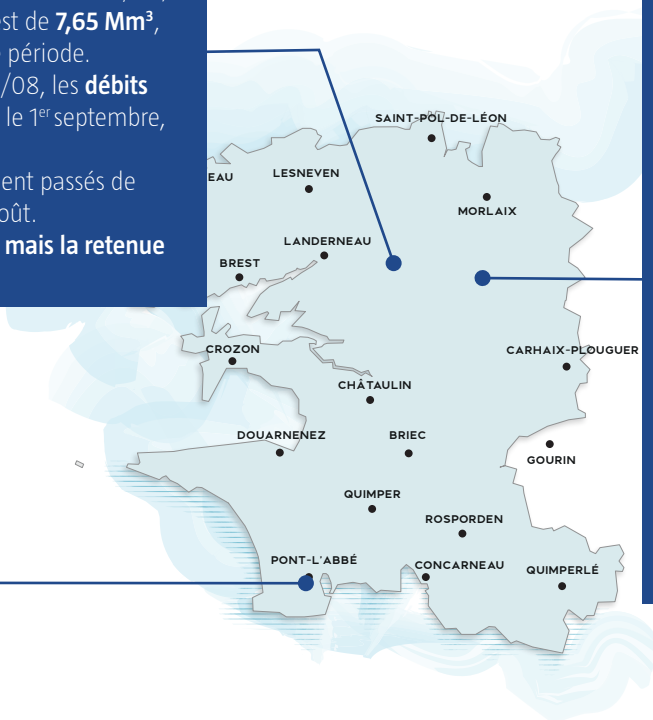 st de 7,65 Mm³,
période.
/08, les débits
le 1er septembre,
ent passés de
oût.
mais la retenue
SAINT-POL-DE-LÉON
EAU
LESNEVEN
MORLAIX
LANDERNEAU
BREST
CROZON
CARHAIX-PLOUGUER
CHÂTAULIN
DOUARNENEZ
BRIEC
GOURIN
QUIMPER
ROSPORDEN
PONT-L'ABBÉ
CONCARNEAU
QUIMPERLÉ